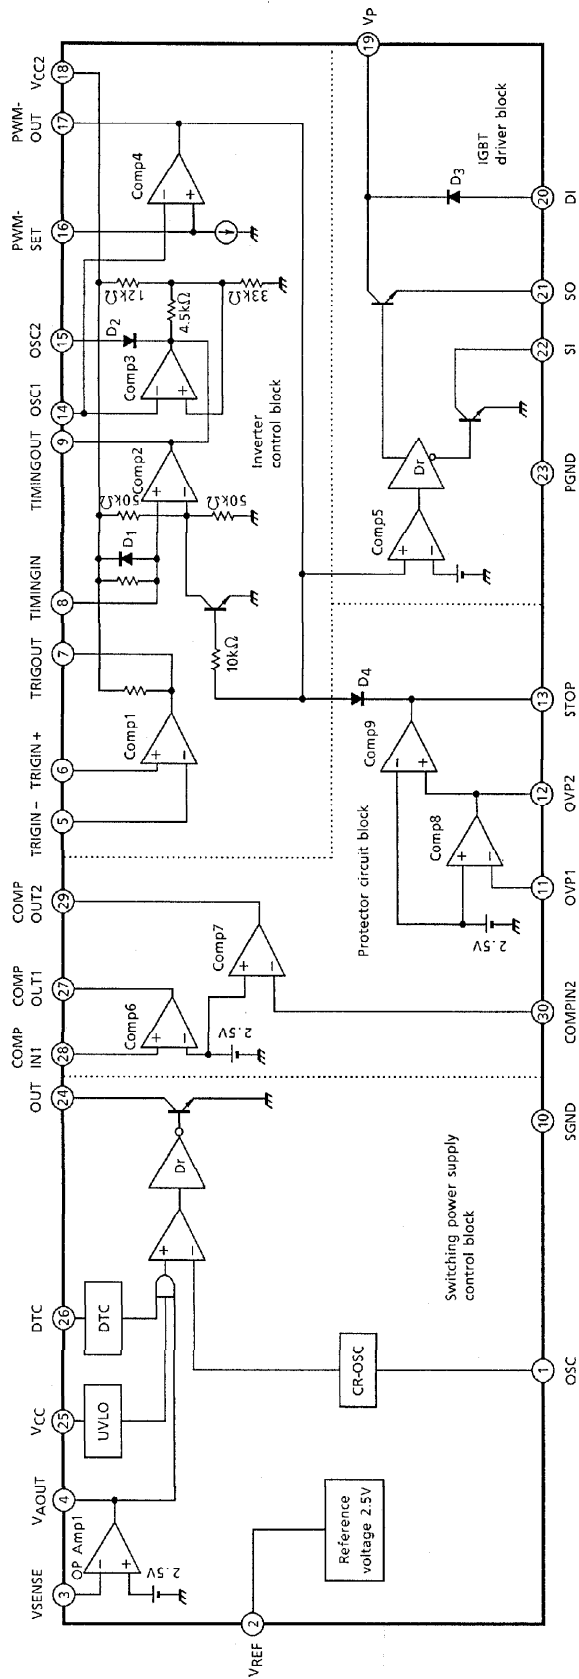 VREF
2
VSENSE
3
VAOUT
4
VCC
25
DTC
26
OUT
24
COMP
IN1
28
COMP
OUT1
27
COMP
OUT2
29
TRIGIN−
5
TRIGIN+
6
TRIGOUT
7
TIMINGIN
8
TIMINGOUT
9
OSC1
14
OSC2
15
PWM-
SET
16
PWM-
OUT
17
VCC2
18
OP Amp1
−
+
2.5V
UVLO
DTC
+
−
Dr
CR-OSC
Reference
voltage 2.5V
Switching power supply
control block
Comp6
+
−
2.5V
Comp7
+
−
Comp1
+
−
D1
50kΩ
50kΩ
Comp2
+
−
10kΩ
Comp3
−
+
D2
4.5kΩ
12kΩ
33kΩ
Comp4
−
+
Inverter
control block
Protector circuit block
2.5V
Comp8
+
−
Comp9
−
+
D4
Comp5
+
−
Dr
D3
IGBT
driver block
1
OSC
10
SGND
30
COMPIN2
11
OVP1
12
OVP2
13
STOP
23
PGND
22
SI
21
SO
20
DI
19
VP